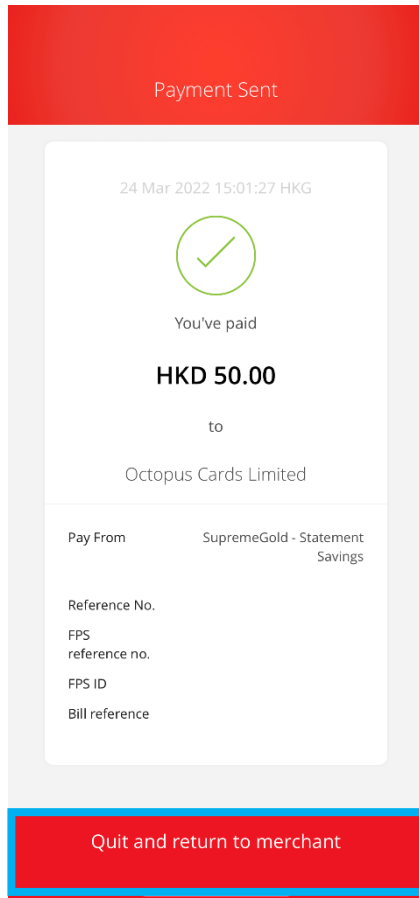 Payment Sent
24 Mar 2022 15:01:27 HKG
You've paid
HKD 50.00
to
Octopus Cards Limited
Pay From SupremeGold - Statement
Savings
Reference No.
FPS
reference no.
FPS ID
Bill reference
Quit and return to merchant